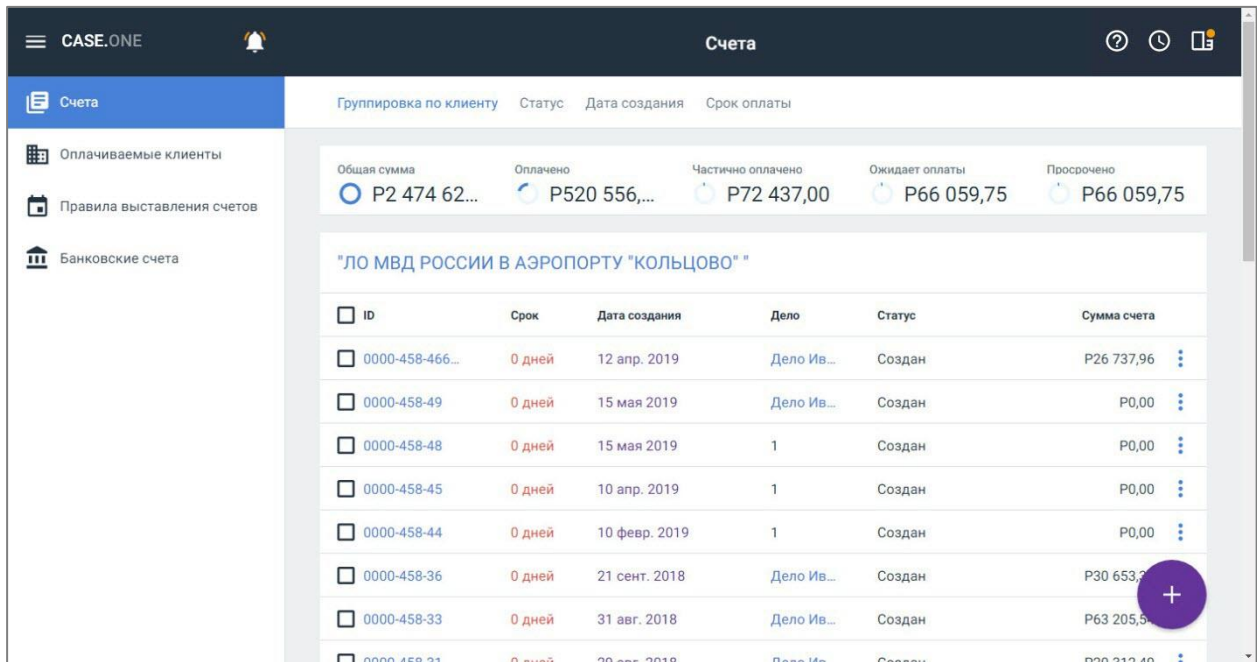 CASE.ONE
Счета
Счета
Оплачиваемые клиенты
Правила выставления счетов
Банковские счета
Группировка по клиенту Статус Дата создания Срок оплаты
Общая сумма Оплачено Частично оплачено Ожидает оплаты Просрочено
Р2 474 62... Р520 556,... Р72 437,00 Р66 059,75 Р66 059,75
"ЛО МВД РОССИИ В АЭРОПОРТУ "КОЛЬЦОВО" "
ID Срок Дата создания Дело Статус Сумма счета
0000-458-466... 0 дней 12 апр. 2019 Дело Ив... Создан Р26 737,96
0000-458-49 0 дней 15 мая 2019 Дело Ив... Создан Р0,00
0000-458-48 0 дней 15 мая 2019 1 Создан Р0,00
0000-458-45 0 дней 10 апр. 2019 1 Создан Р0,00
0000-458-44 0 дней 10 февр. 2019 1 Создан Р0,00
0000-458-36 0 дней 21 сент. 2018 Дело Ив... Создан Р30 653,3
0000-458-33 0 дней 31 авг. 2018 Дело Ив... Создан Р63 205,5